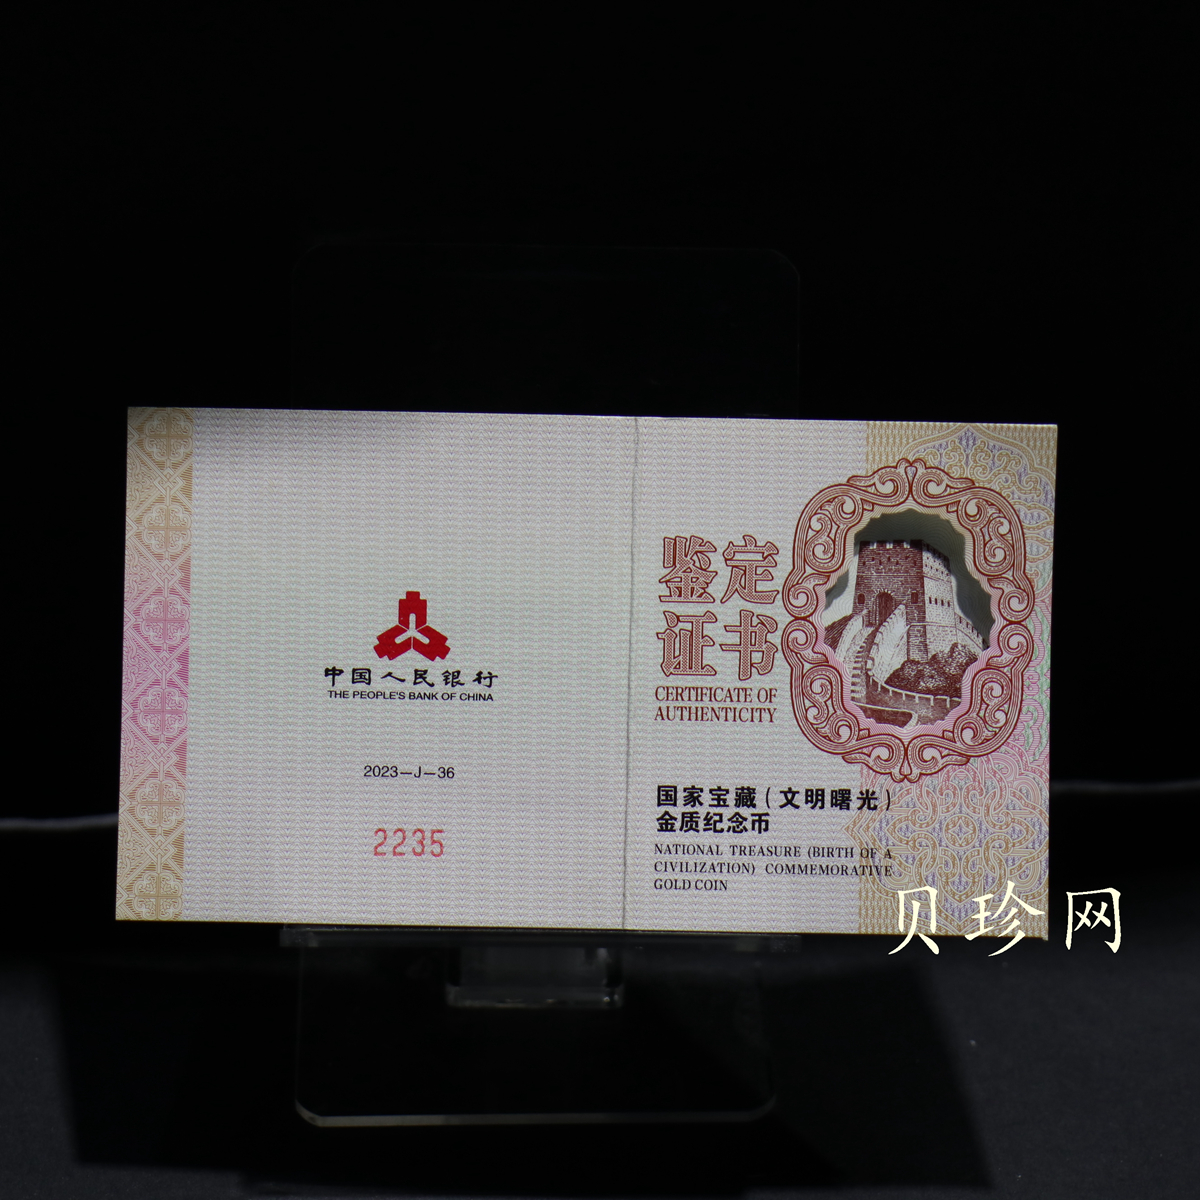 中国人民银行
THE PEOPLE'S BANK OF CHINA
2023-J-36
2235
鉴定
证书
CERTIFICATE OF
AUTHENTICITY
国家宝藏(文明曙光)
金质纪念币
NATIONAL TREASURE (BIRTH OF A
CIVILIZATION) COMMEMORATIVE
GOLD COIN
贝珍网